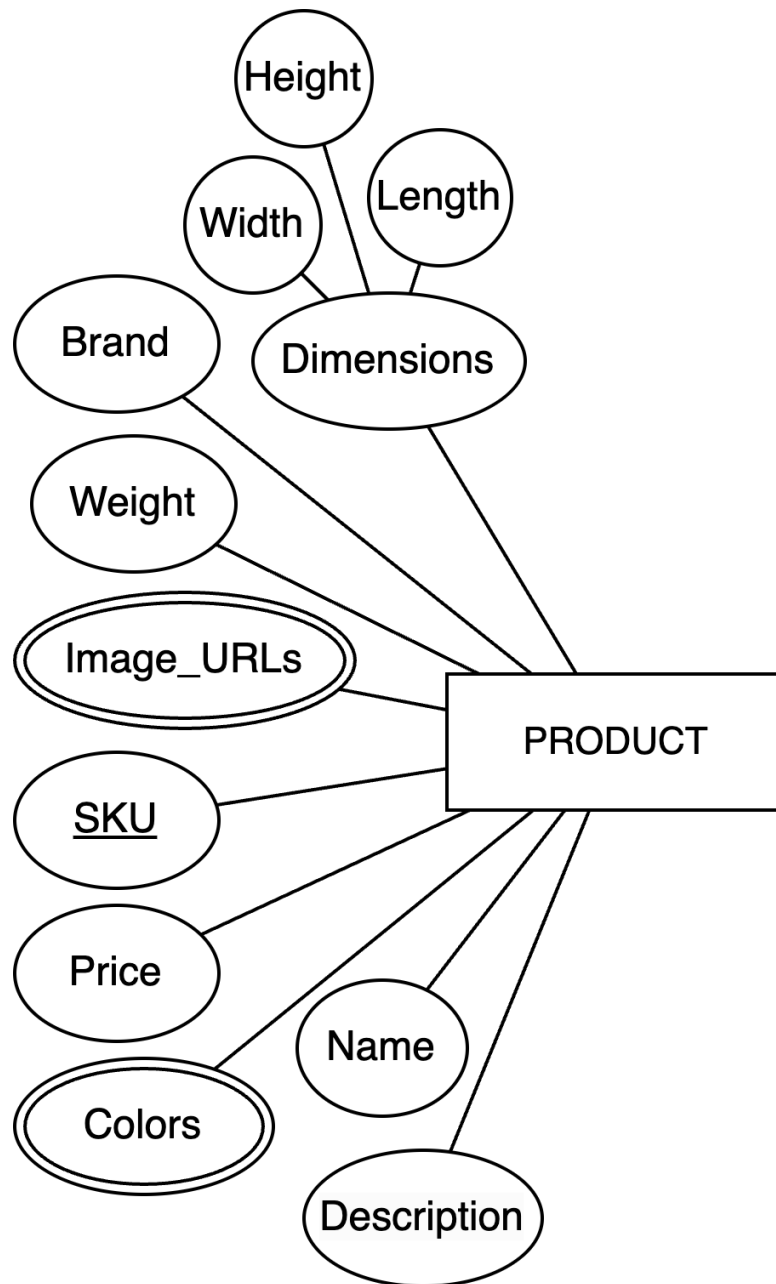 Height
Length
Width
Brand
Dimensions
Weight
Image_URLs
PRODUCT
SKU
Price
Name
Colors
Description